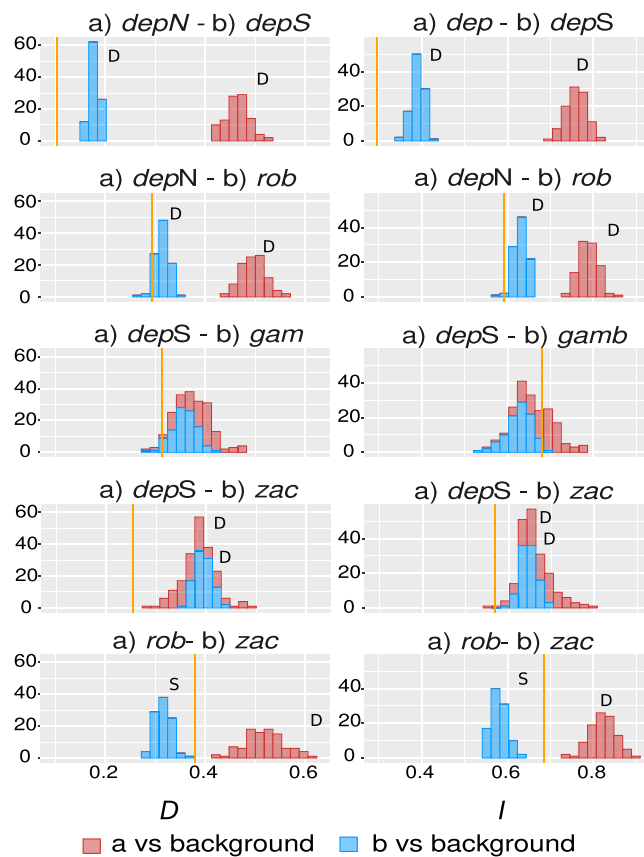 a) depN - b) depS
a) dep - b) depS
60
40
20
0
D
D
40
20
0
D
D
a) depN - b) rob
a) depN - b) rob
60
40
20
0
D
D
40
20
0
D
D
a) depS - b) gam
a) depS - b) gamb
60
40
20
0
40
20
0
a) depS - b) zac
a) depS - b) zac
60
40
20
0
D
D
40
20
0
D
D
a) rob- b) zac
a) rob- b) zac
60
40
20
0
S
D
40
20
0
S
D
0.2 0.4 0.6
0.4 0.6 0.8
D
I
a vs background b vs background